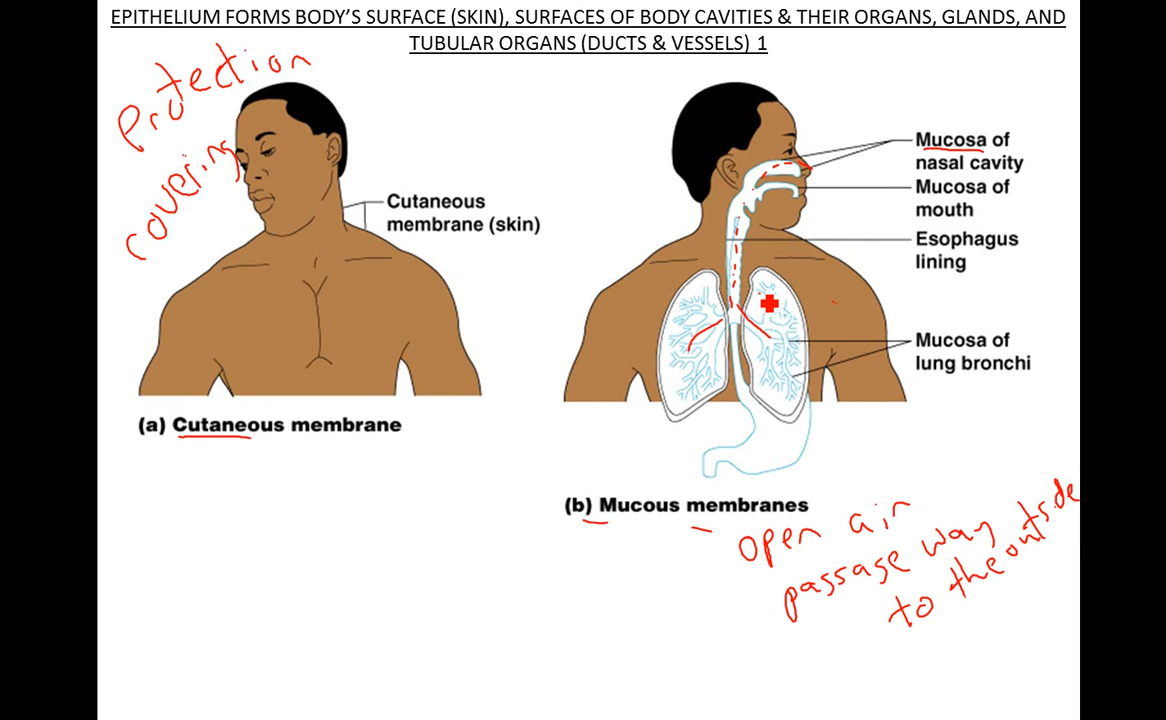 EPITHELIUM FORMS BODY'S SURFACE (SKIN), SURFACES OF BODY CAVITIES & THEIR ORGANS, GLANDS, AND
TUBULAR ORGANS (DUCTS & VESSELS) 1
Protection
covering
Cutaneous
membrane (skin)
(a) Cutaneous membrane
Mucosa of
nasal cavity
Mucosa of
mouth
Esophagus
lining
Mucosa of
lung bronchi
(b) Mucous membranes
open air
passage way
to the outside